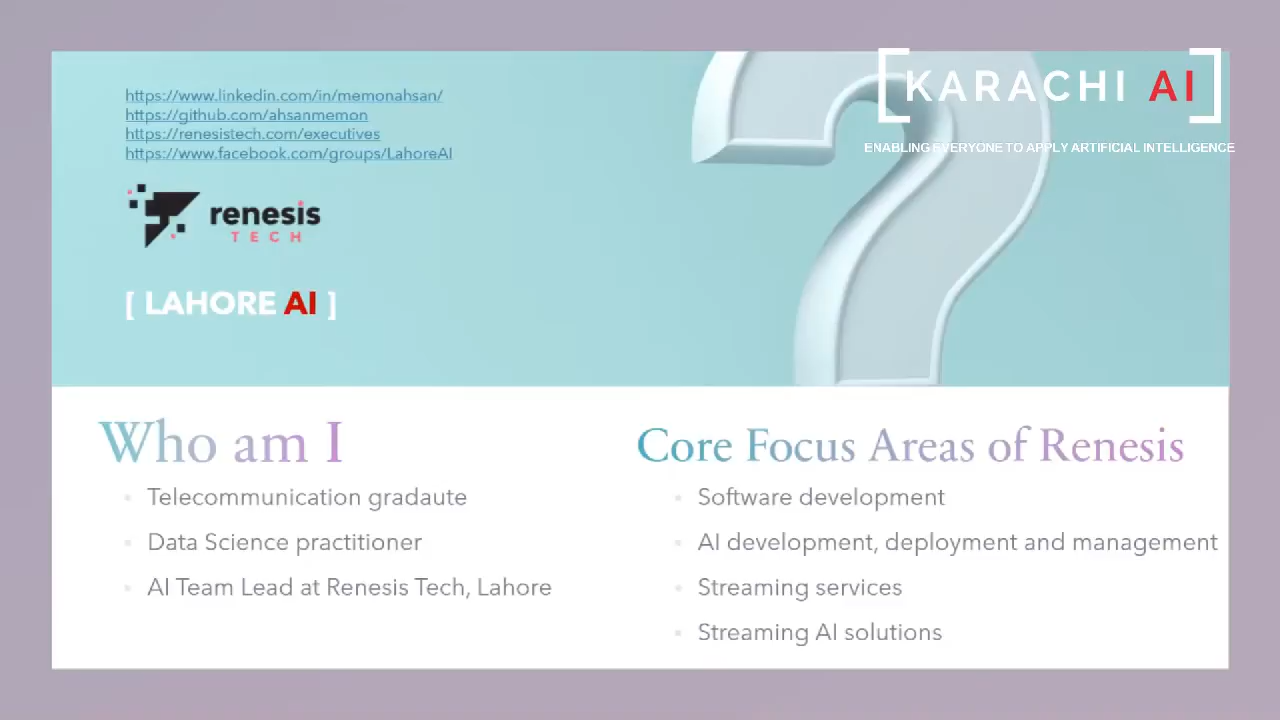 https://www.linkedin.com/in/memonahsan/
https://github.com/ahsanmemon
https://renesistech.com/executives
https://www.facebook.com/groups/LahoreAI
renesis
TECH
[ LAHORE AI ]
[KARACHI AI]
ENABLING EVERYONE TO APPLY ARTIFICIAL INTELLIGENCE
Who am I
Telecommunication gradaute
Data Science practitioner
AI Team Lead at Renesis Tech, Lahore
Core Focus Areas of Renesis
Software development
AI development, deployment and management
Streaming services
Streaming AI solutions